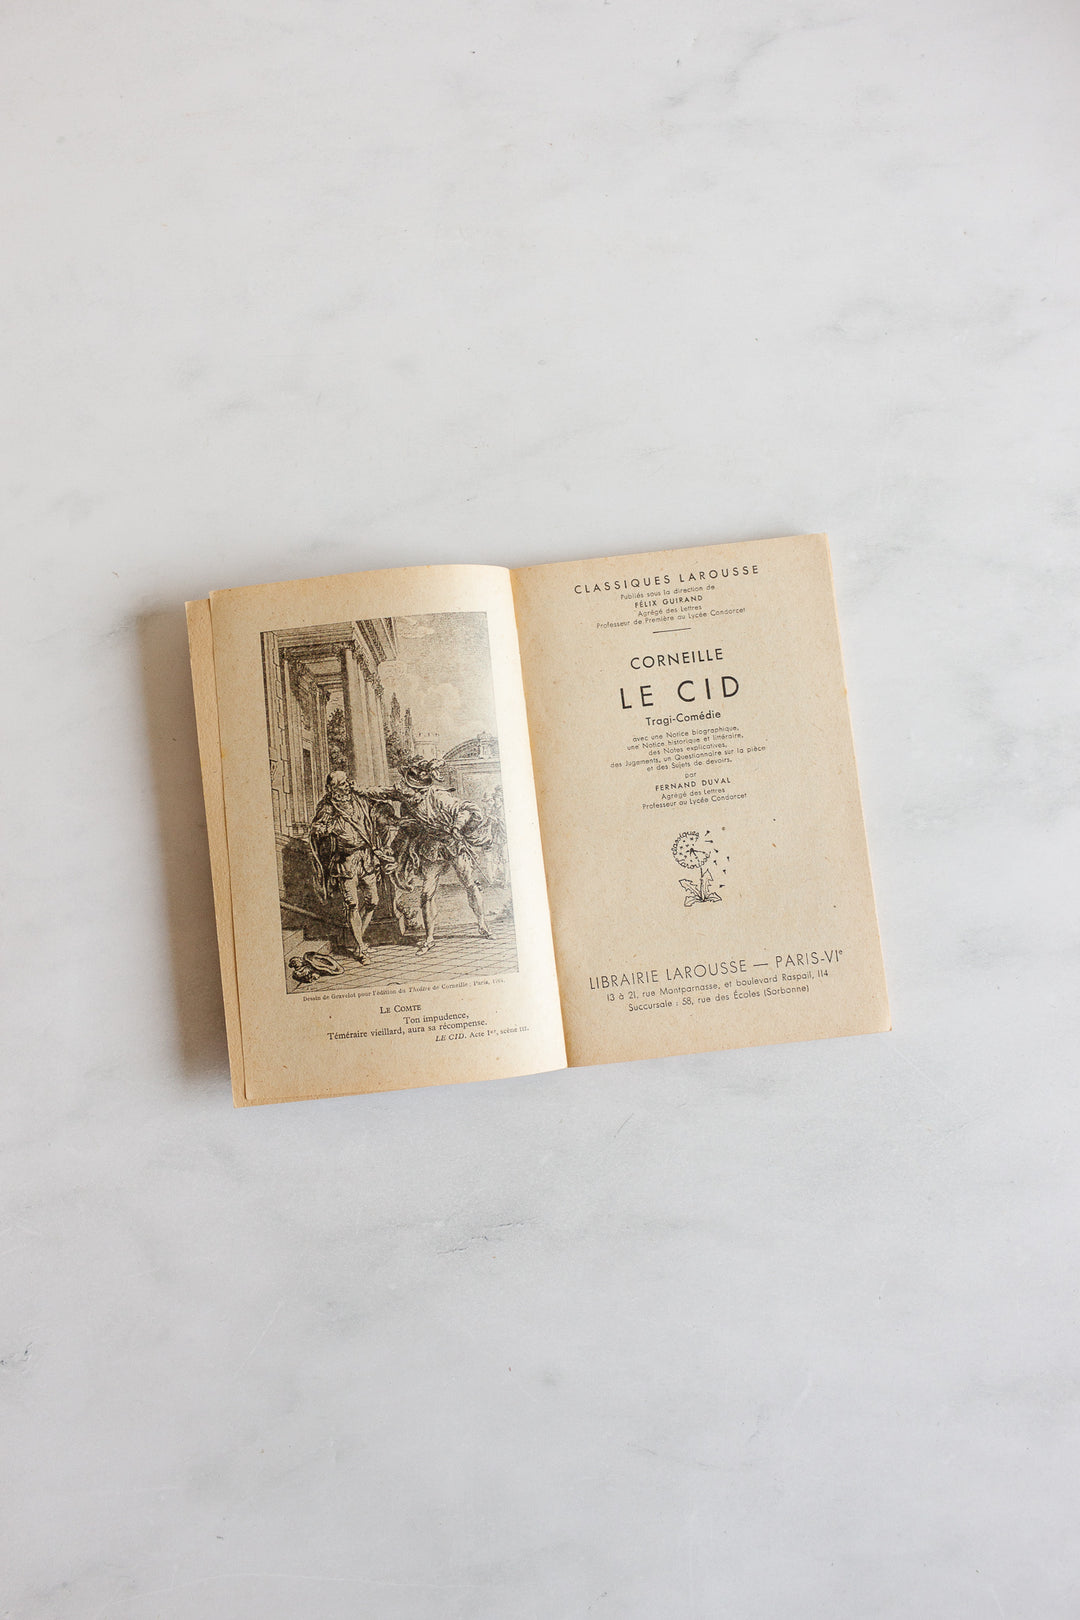 Dessin de Gravelot pour l'édition du Théâtre de Corneille. Paris,
LE COMTE
Ton impudence,
Téméraire vieillard, aura sa récompense.
LE CID. Acte Ier, scène III.
CLASSIQUES LAROUSSE
Publiés sous la direction de
FÉLIX GUIRAND
Agrégé des Lettres
Professeur de Première au Lycée Condorcet
CORNEILLE
LE CID
Tragi-Comédie
avec une Notice biographique,
une Notice historique et littéraire,
des Notes explicatives,
des Jugements, un Questionnaire sur la pièce
et des Sujets de devoirs,
par
FERNAND DUVAL
Agrégé des Lettres
Professeur au Lycée Condorcet
classiques
Larousse
LIBRAIRIE LAROUSSE — PARIS-VIe
13 à 21, rue Montparnasse, et boulevard Raspail, 114
Succursale : 58, rue des Écoles (Sorbonne)